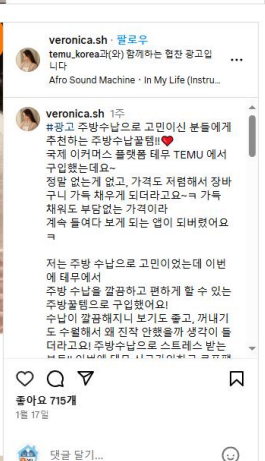 veronica.sh · 팔로우
temu_korea과(와) 함께하는 협찬 광고입
니다
Afro Sound Machine · In My Life (Instru...
veronica.sh 1주
#광고 주방수납으로 고민이신 분들에게
추천하는 주방수납꿀템!!❤️
국제 이커머스 플랫폼 테무 TEMU 에서
구입했는데요~
정말 없는게 없고, 가격도 저렴해서 장바
구니 가득 채우게 되더라고요~ㅋ 가득
채워도 부담없는 가격이라
계속 들여다 보게 되는 앱이 되버렸어요
ㅋ
저는 주방 수납으로 고민이었는데 이번
에 테무에서
주방 수납을 깔끔하고 편하게 할 수 있는
주방꿀템으로 구입했어요!
수납이 깔끔해지니 보기도 좋고, 꺼내기
도 수월해서 왜 진작 안했을까 생각이 들
더라고요! 주방수납으로 스트레스 받는
좋아요 715개
1월 17일
댓글 달기...